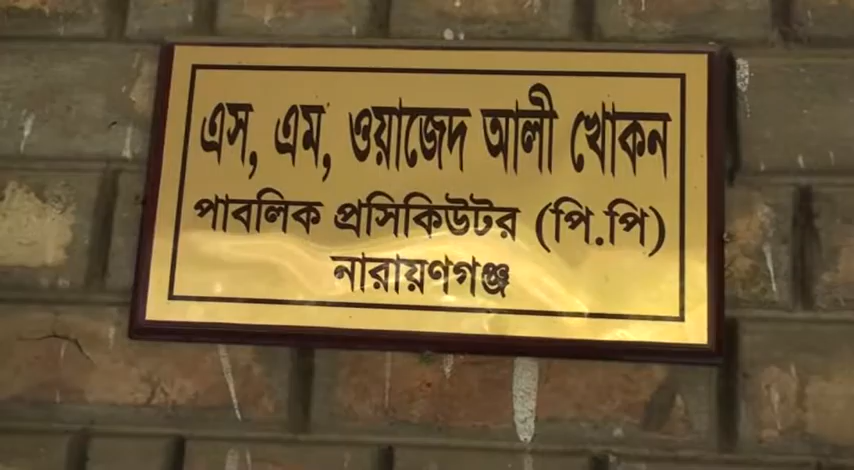 এস, এম, ওয়াজেদ আলী খোকন
পাবলিক প্রসিকিউটর (পি.পি)
নারায়ণগঞ্জ